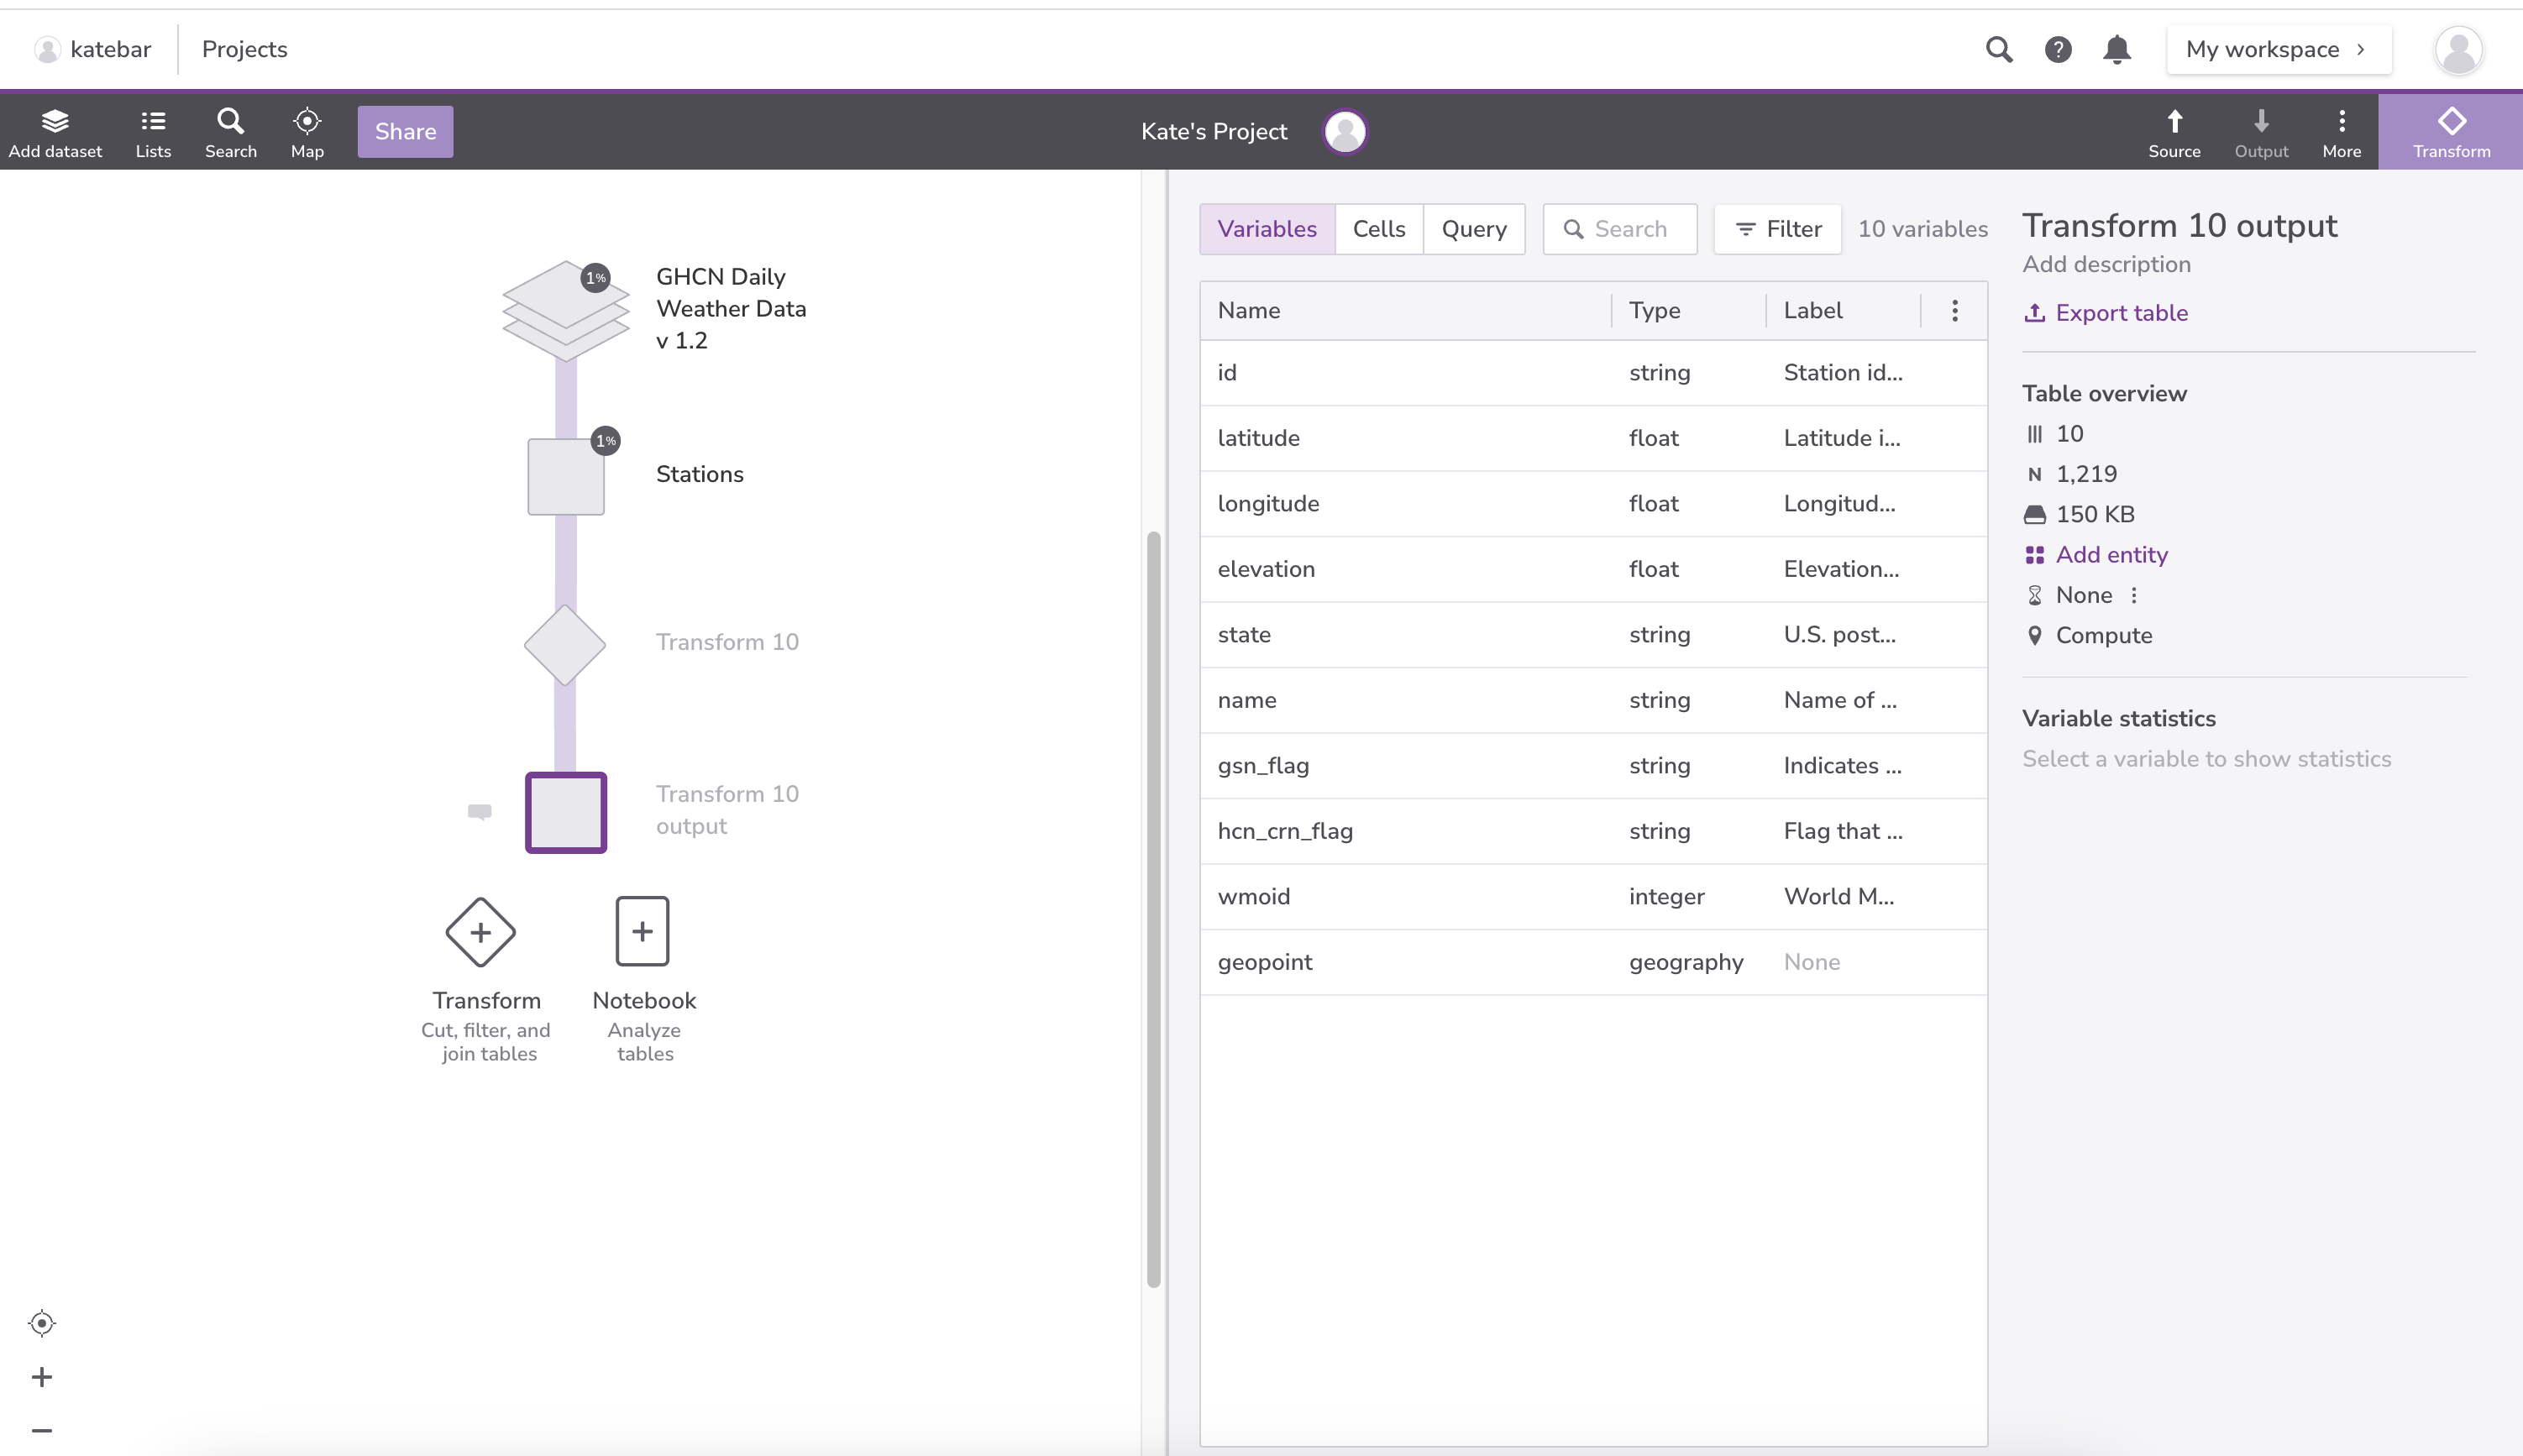 katebar
Projects
My workspace
Add dataset
Lists
Search
Map
Share
Kate's Project
Source
Output
More
Transform
1%
GHCN Daily
Weather Data
v 1.2
1%
Stations
Transform 10
Transform 10
output
Transform
Cut, filter, and
join tables
Notebook
Analyze
tables
Variables
Cells
Query
Search
Filter
10 variables
Name Type Label
id string Station id...
latitude float Latitude i...
longitude float Longitud...
elevation float Elevation...
state string U.S. post...
name string Name of ...
gsn_flag string Indicates ...
hcn_crn_flag string Flag that ...
wmoid integer World M...
geopoint geography None
Transform 10 output
Add description
Export table
Table overview
10
N 1,219
150 KB
Add entity
None
Compute
Variable statistics
Select a variable to show statistics